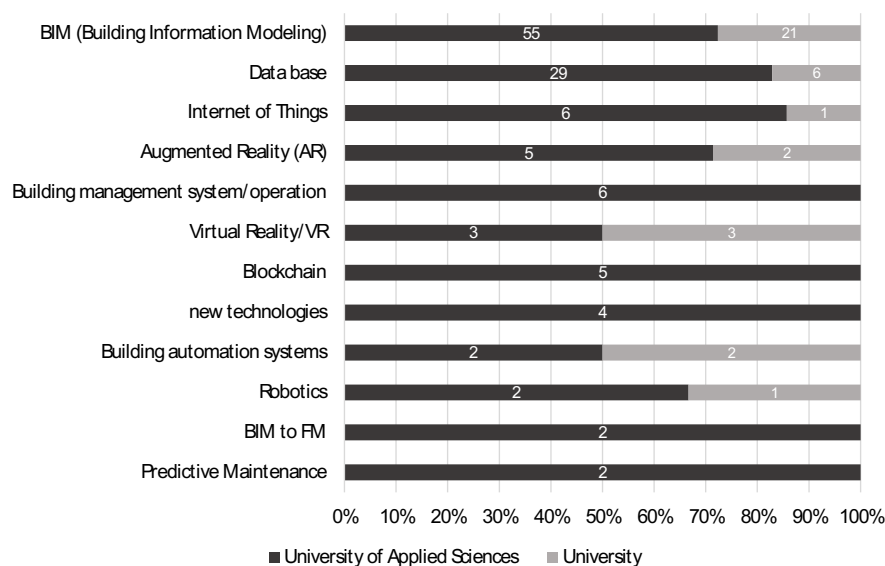 BIM (Building Information Modeling) 55 21
Data base 29 6
Internet of Things 6 1
Augmented Reality (AR) 5 2
Building management system/operation 6
Virtual Reality/VR 3 3
Blockchain 5
new technologies 4
Building automation systems 2 2
Robotics 2 1
BIM to FM 2
Predictive Maintenance 2
0% 10% 20% 30% 40% 50% 60% 70% 80% 90% 100%
University of Applied Sciences University